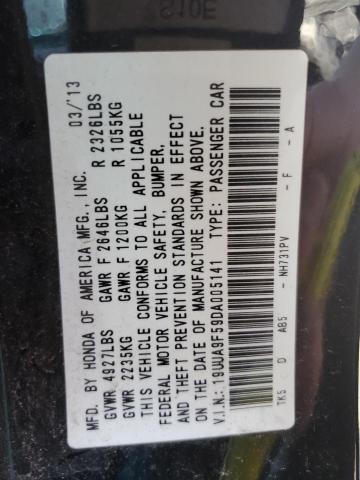 MFD. BY HONDA OF AMERICA MFG., INC. 03/'13
GVWR 4927LBS GAWR F 2646LBS R 2326LBS
GVWR 2235KG GAWR F 1200KG R 1055KG
THIS VEHICLE CONFORMS TO ALL APPLICABLE
FEDERAL MOTOR VEHICLE SAFETY, BUMPER,
AND THEFT PREVENTION STANDARDS IN EFFECT
ON THE DATE OF MANUFACTURE SHOWN ABOVE.
V.I.N.: 19UUA9F59DA005141 TYPE: PASSENGER CAR
TK5 D AB5 - NH731PV - F - A
S10E